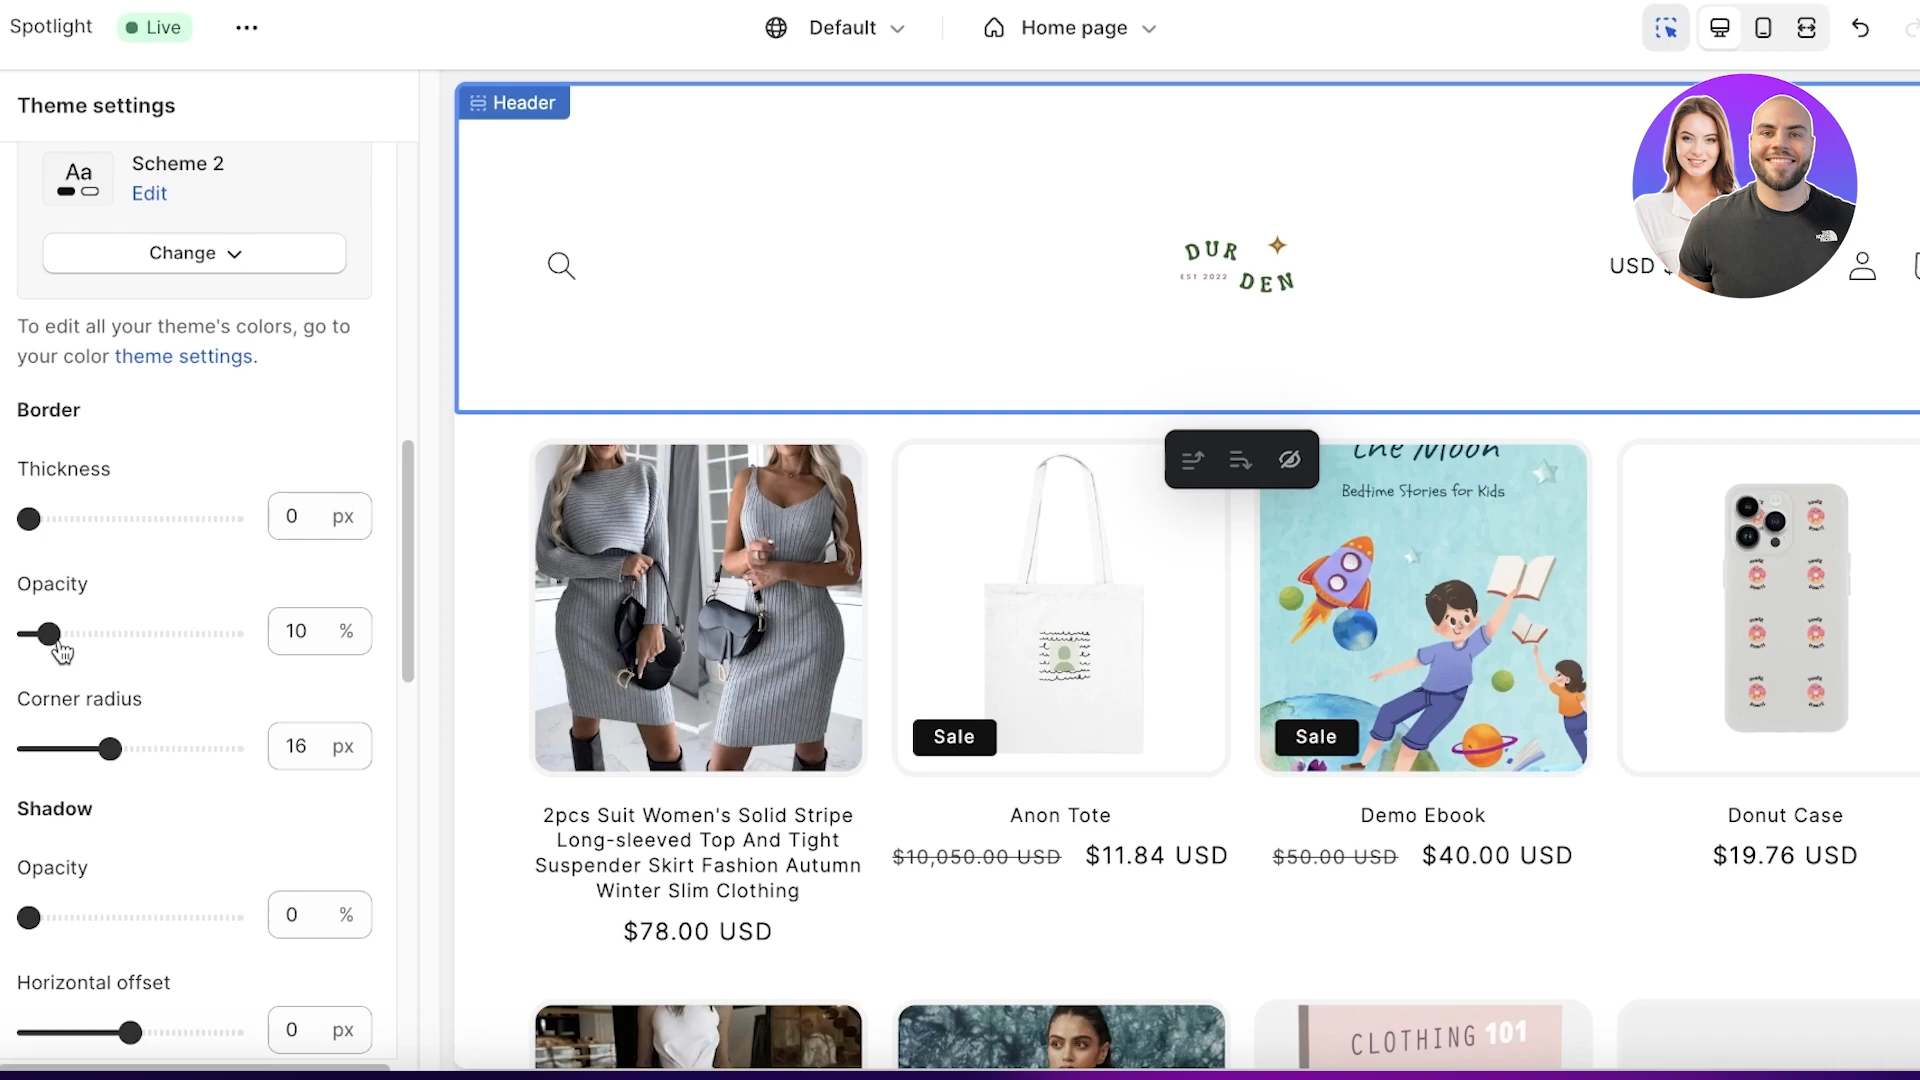 Spotlight
Live
Default
Home page
Theme settings
Aa
Scheme 2
Edit
Change
To edit all your theme's colors, go to
your color theme settings.
Border
Thickness
0 px
Opacity
10 %
Corner radius
16 px
Shadow
Opacity
0 %
Horizontal offset
0 px
Header
DUR
EST 2022
DEN
USD
the Moon
Bedtime Stories for Kids
Sale
Sale
2pcs Suit Women's Solid Stripe
Long-sleeved Top And Tight
Suspender Skirt Fashion Autumn
Winter Slim Clothing
$78.00 USD
Anon Tote
$10,050.00 USD $11.84 USD
Demo Ebook
$50.00 USD $40.00 USD
Donut Case
$19.76 USD
CLOTHING 101